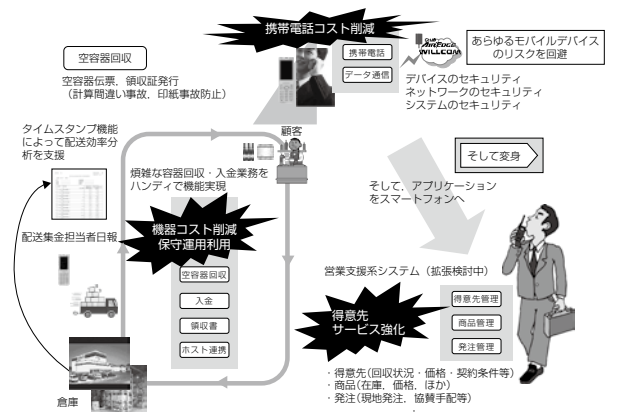 携帯電話コスト削減
携帯電話
データ通信
AIR EDGE
WILLCOM
あらゆるモバイルデバイス
のリスクを回避
デバイスのセキュリティ
ネットワークのセキュリティ
システムのセキュリティ
空容器回収
空容器伝票，領収証発行
（計算間違い事故，印紙事故防止）
タイムスタンプ機能
によって配送効率分
析を支援
顧客
煩雑な容器回収・入金業務を
ハンディで機能実現
そして変身
そして，アプリケーション
をスマートフォンへ
配送集金担当者日報
機器コスト削減
保守運用利用
空容器回収
入金
領収書
ホスト連携
倉庫
営業支援系システム（拡張検討中）
得意先
サービス強化
得意先管理
商品管理
発注管理
・得意先（回収状況・価格・契約条件等）
・商品（在庫，価格，ほか）
・発注（現地発注，協賛手配等）